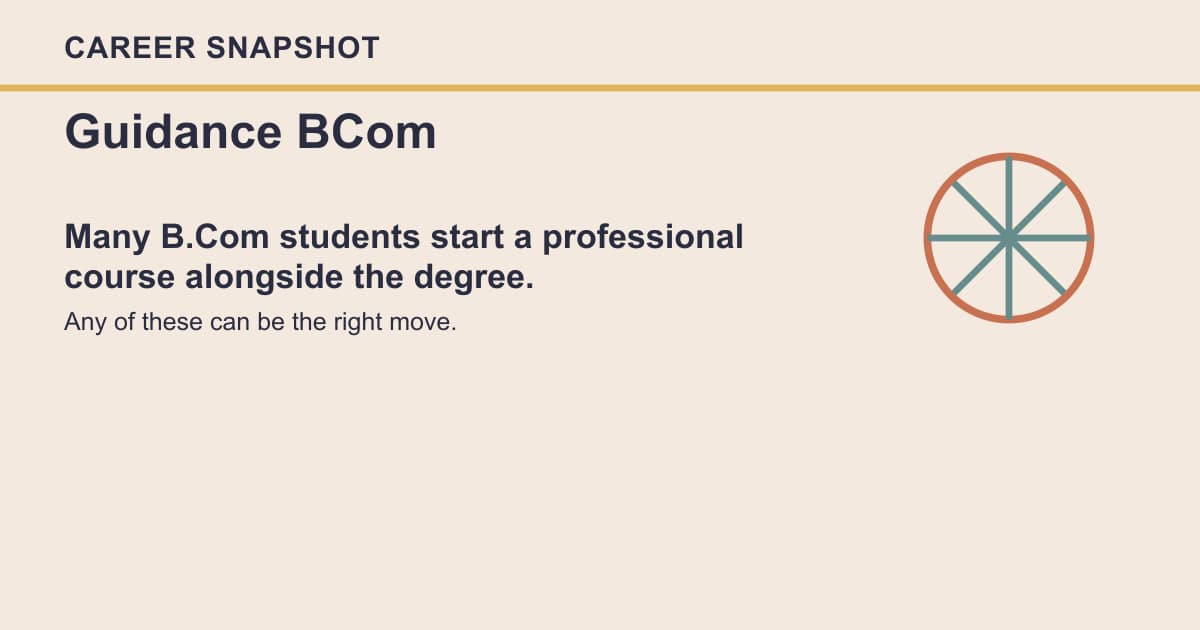 CAREER SNAPSHOT
Guidance BCom
Many B.Com students start a professional
course alongside the degree.
Any of these can be the right move.